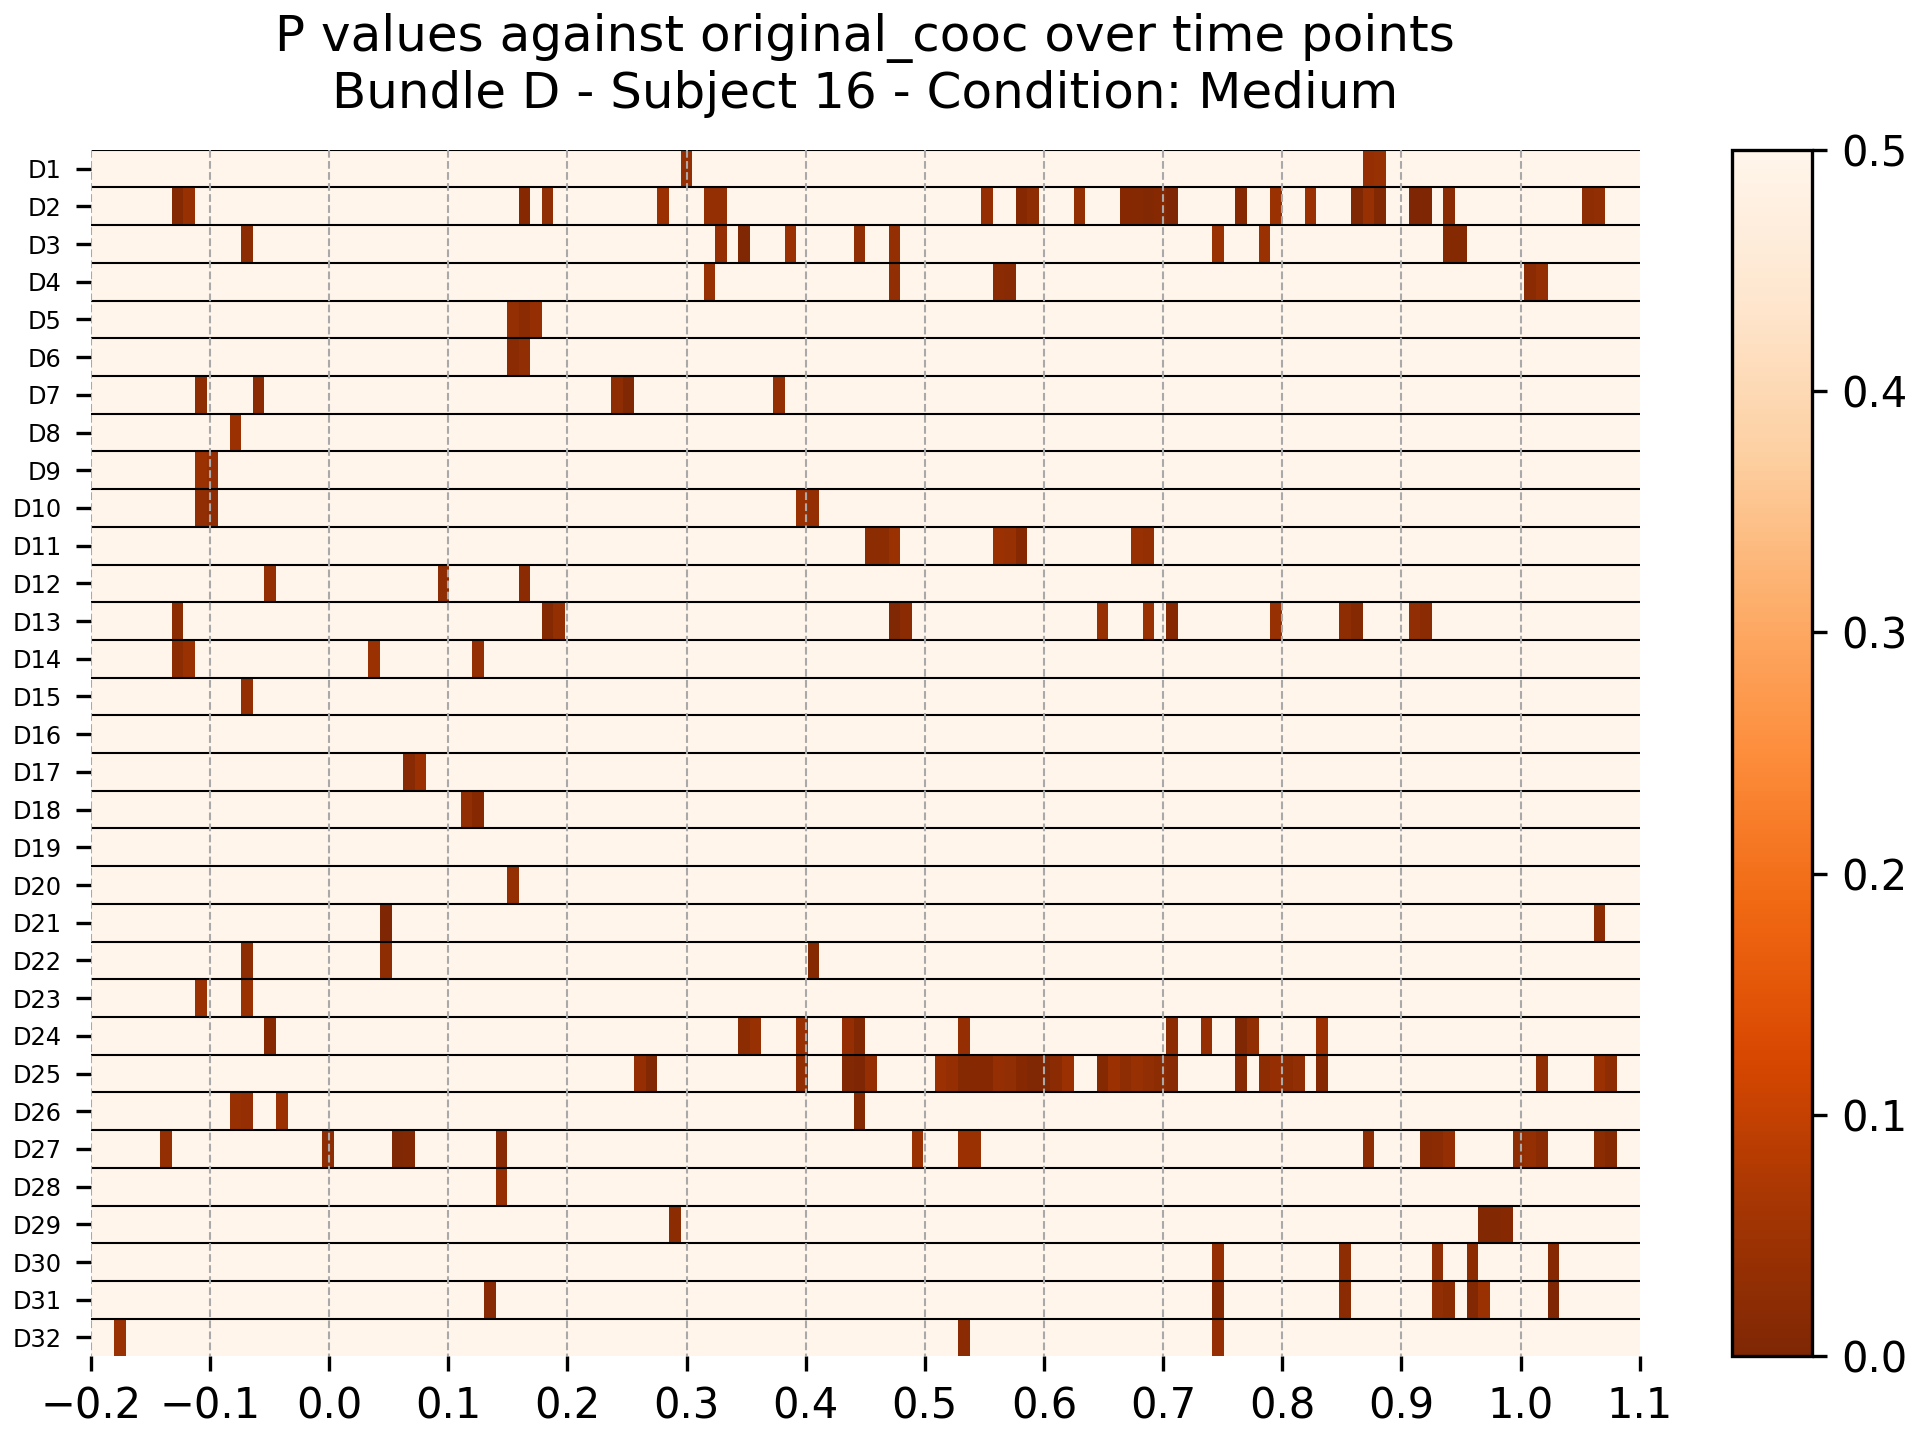 P values against original_cooc over time points
Bundle D - Subject 16 - Condition: Medium
D1
D2
D3
D4
D5
D6
D7
D8
D9
D10
D11
D12
D13
D14
D15
D16
D17
D18
D19
D20
D21
D22
D23
D24
D25
D26
D27
D28
D29
D30
D31
D32
−0.2 −0.1 0.0 0.1 0.2 0.3 0.4 0.5 0.6 0.7 0.8 0.9 1.0 1.1
0.5
0.4
0.3
0.2
0.1
0.0